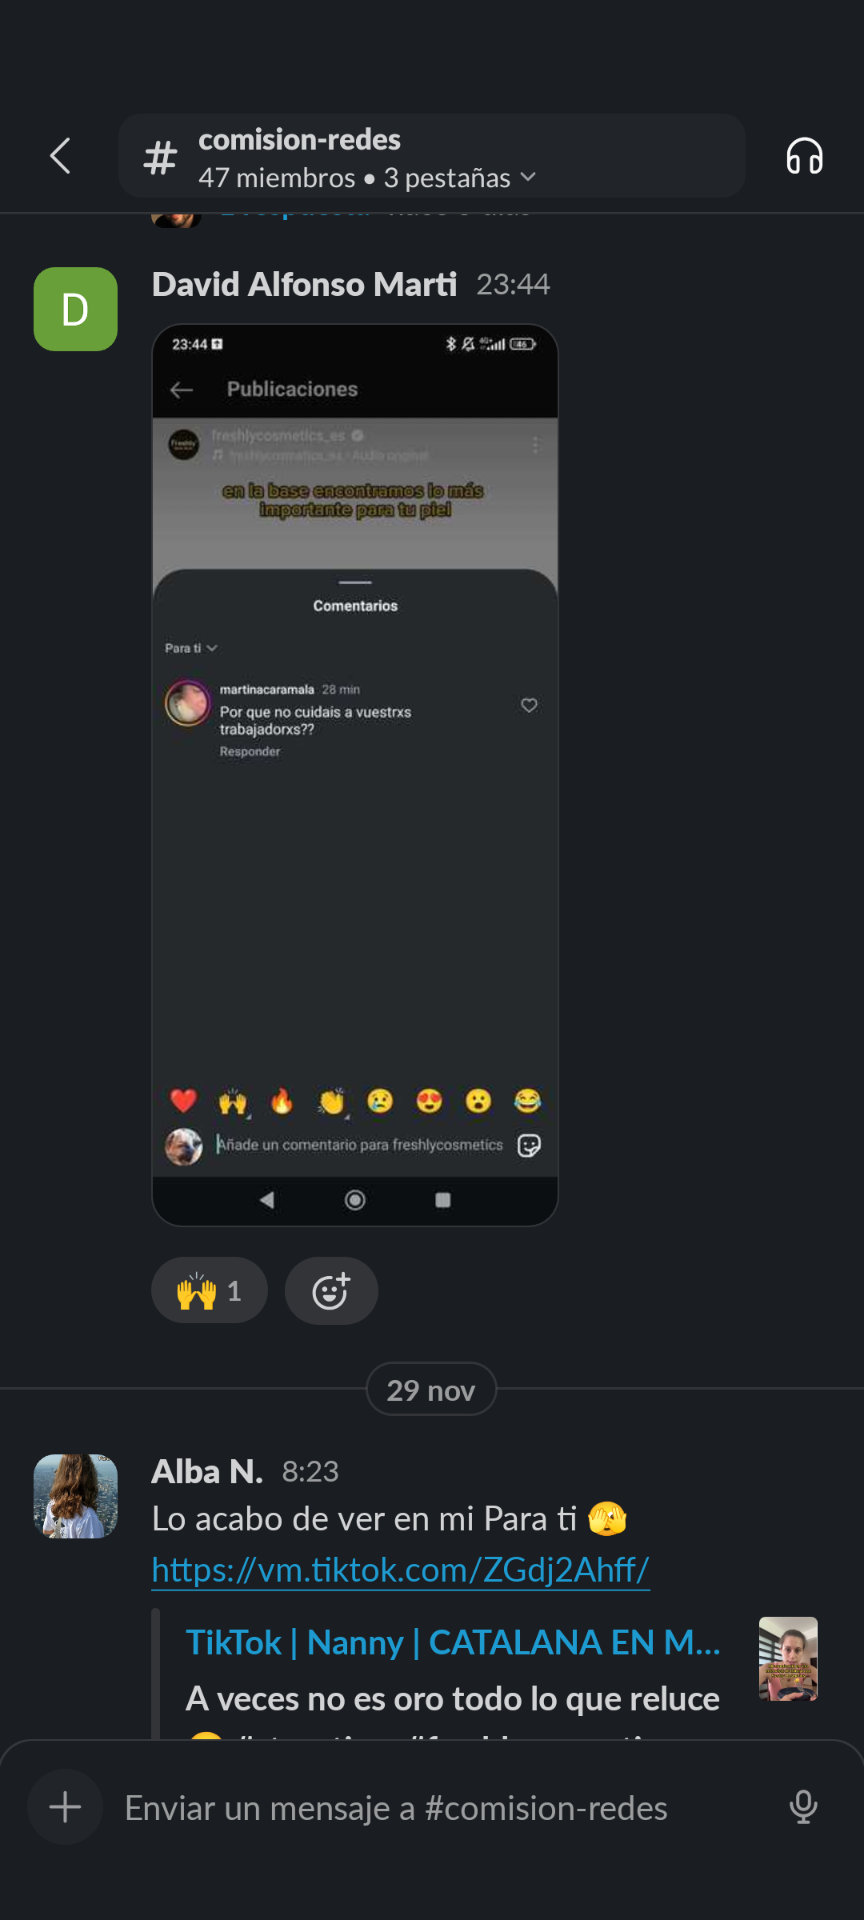 comision-redes
47 miembros • 3 pestañas
David Alfonso Marti 23:44
D
23:44
46
Publicaciones
freshlycosmetics_es
freshlycosmetics_es • Audio original
en la base encontramos lo más
importante para tu piel
Comentarios
Para ti
martinacaramala 28 min
Por que no cuidais a vuestrxs
trabajadorxs??
Responder
Añade un comentario para freshlycosmetics
1
29 nov
Alba N. 8:23
Lo acabo de ver en mi Para ti 🫣
https://vm.tiktok.com/ZGdj2Ahff/
TikTok | Nanny | CATALANA EN M...
A veces no es oro todo lo que reluce
Enviar un mensaje a #comision-redes